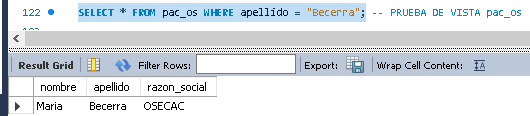 122 SELECT * FROM pac_os WHERE apellido = "Becerra"; -- PRUEBA DE VISTA pac_os
Result Grid Filter Rows: Export: Wrap Cell Content: IA
nombre apellido razon_social
Maria Becerra OSECAC